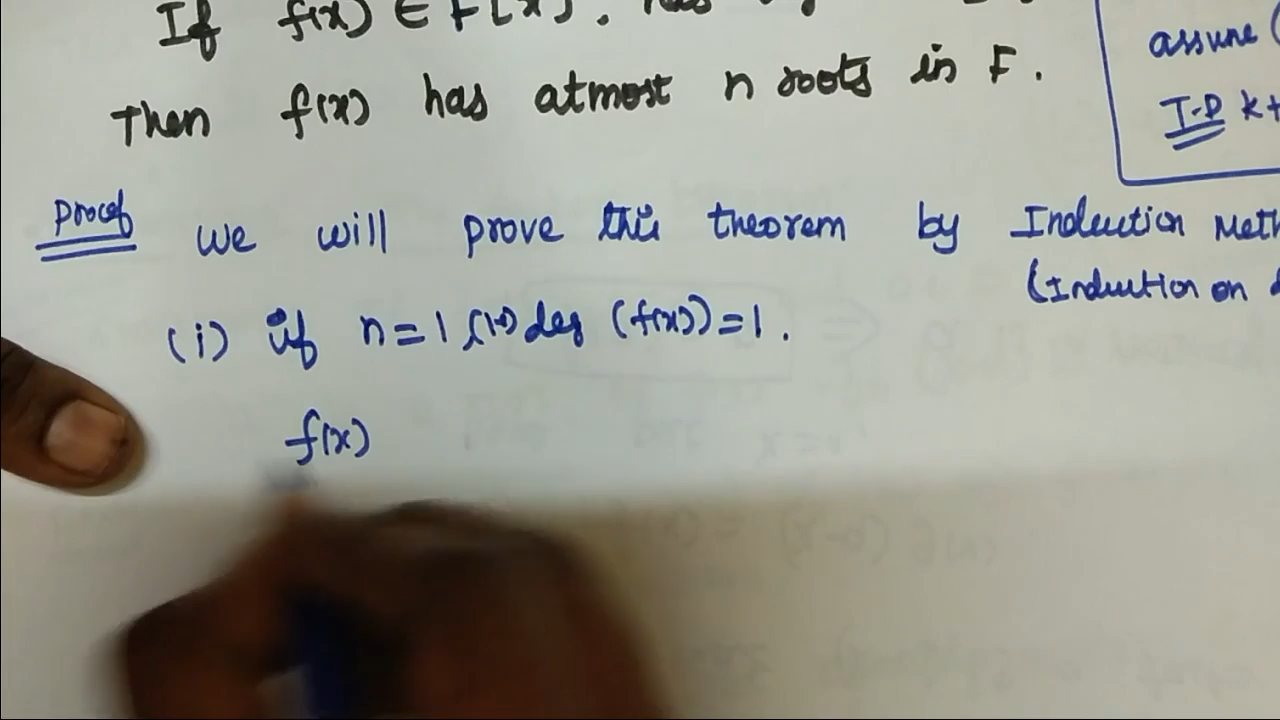 If f(x) ∈ F[x], has
Then f(x) has atmost n roots in F.
assume (
T.P k+
Proof we will prove this theorem by Induction Meth
(Induction on d
(i) if n=1 (i.e) deg (f(x))=1.
f(x)